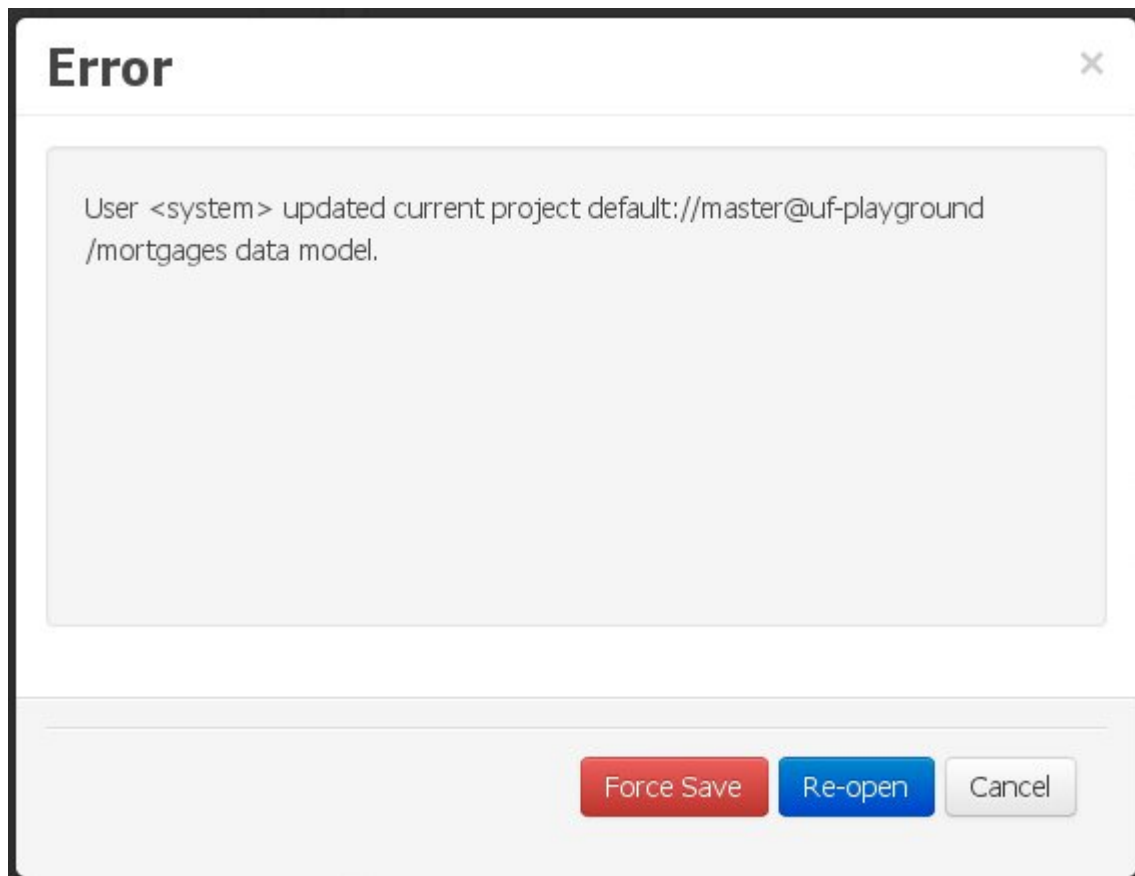 Error
×
User <system> updated current project default://master@uf-playground
/mortgages data model.
Force Save Re-open Cancel